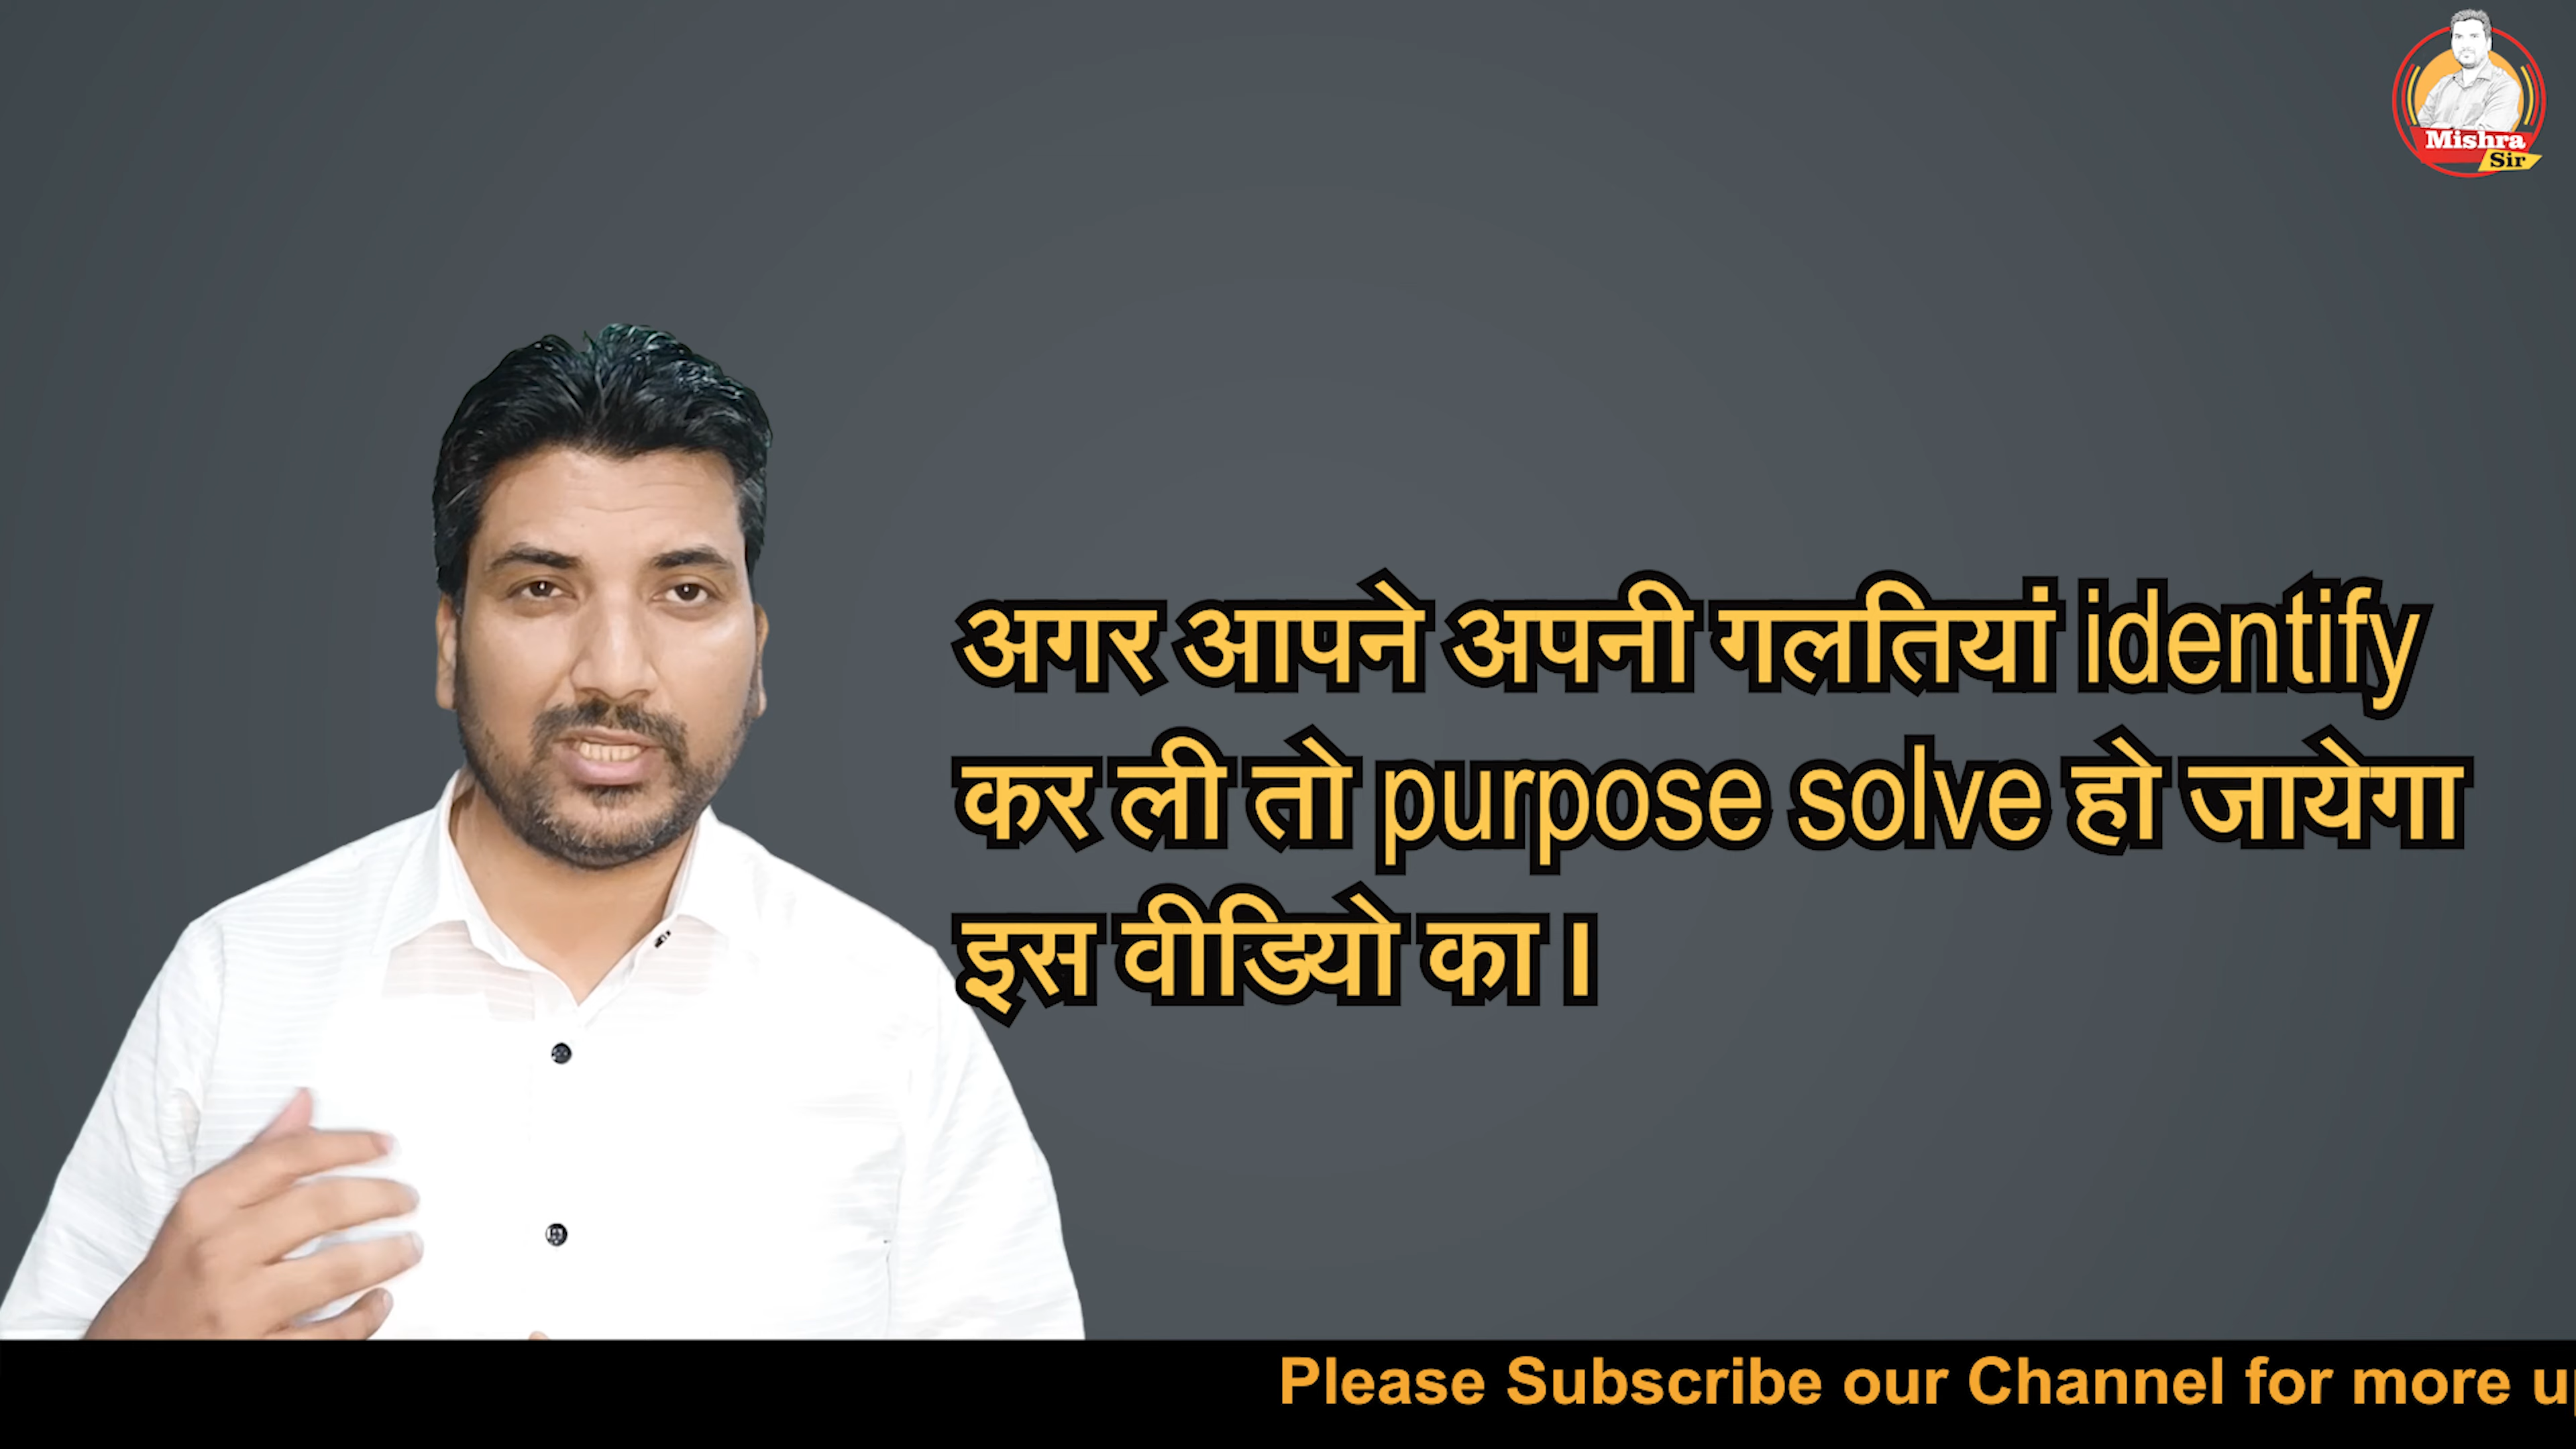 Mishra
Sir
अगर आपने अपनी गलतियां identify
कर ली तो purpose solve हो जायेगा
इस वीडियो का ।
Please Subscribe our Channel for more